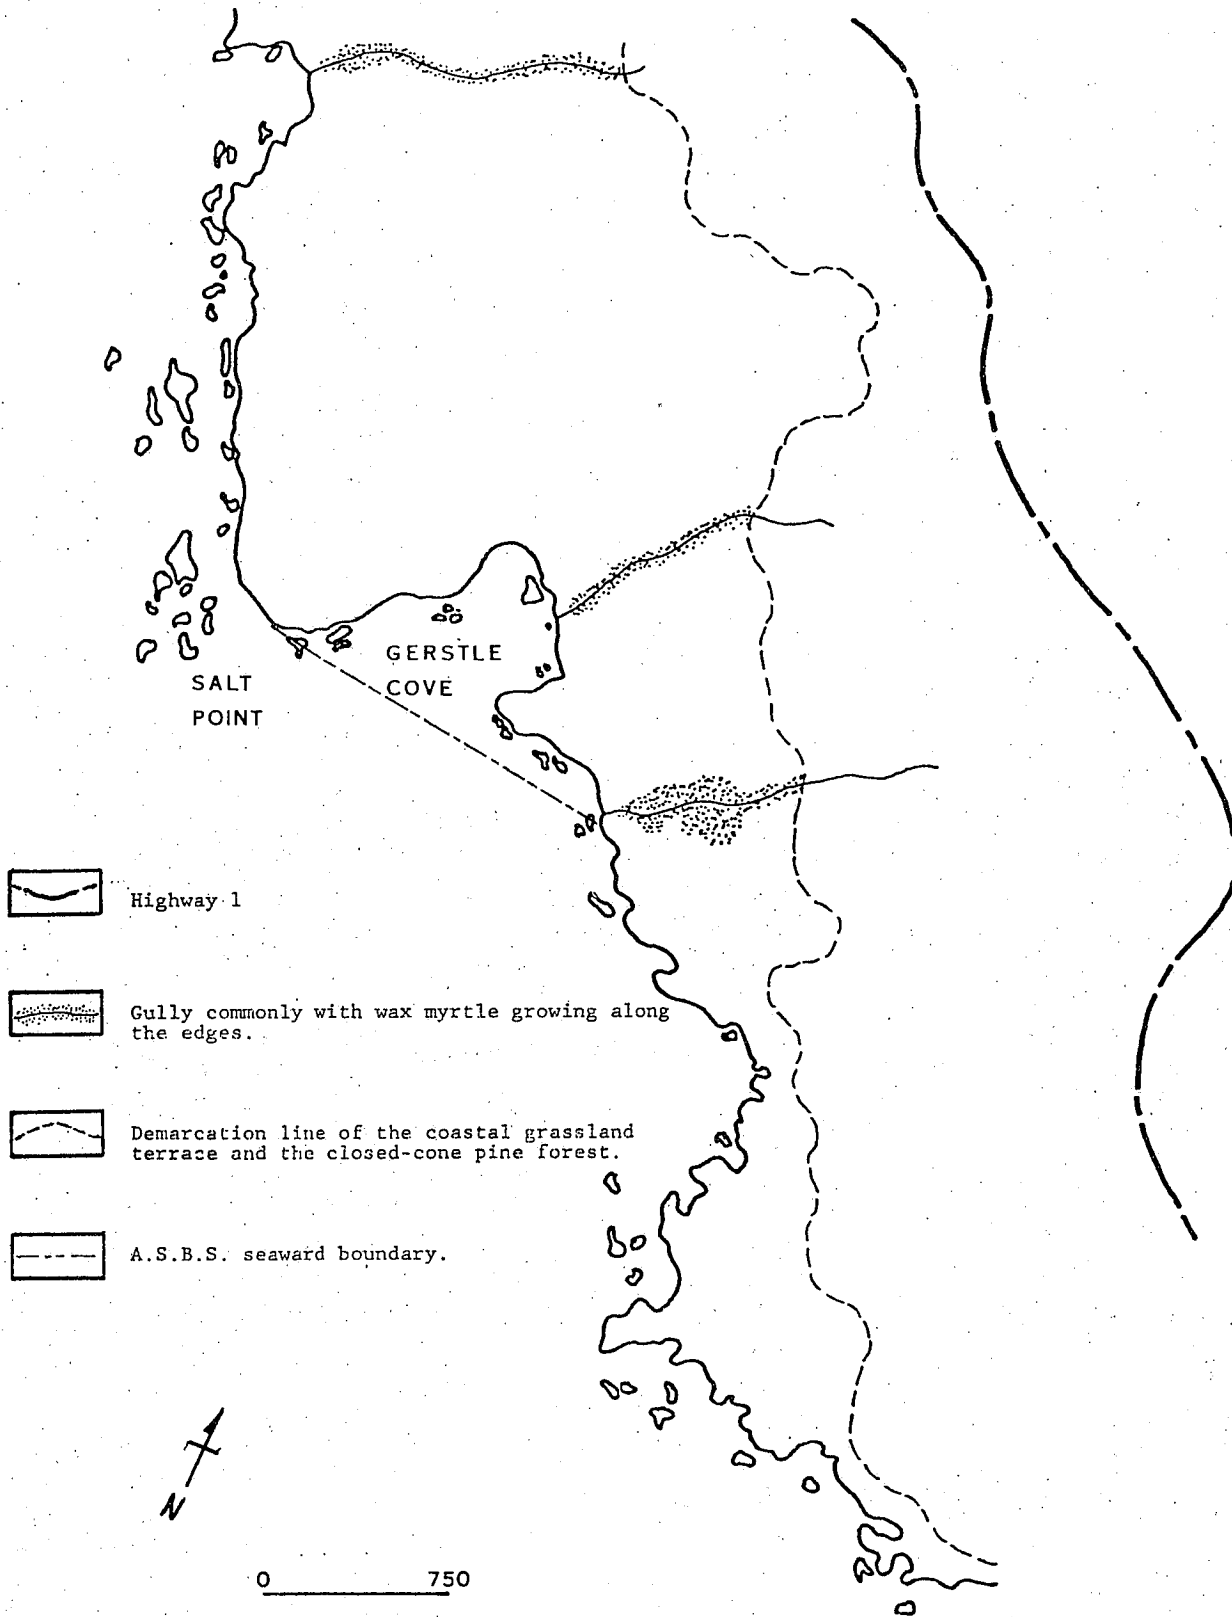 GERSTLE
COVE
SALT
POINT
Highway 1
Gully commonly with wax myrtle growing along
the edges.
Demarcation line of the coastal grassland
terrace and the closed-cone pine forest.
A.S.B.S. seaward boundary.
N
0 750